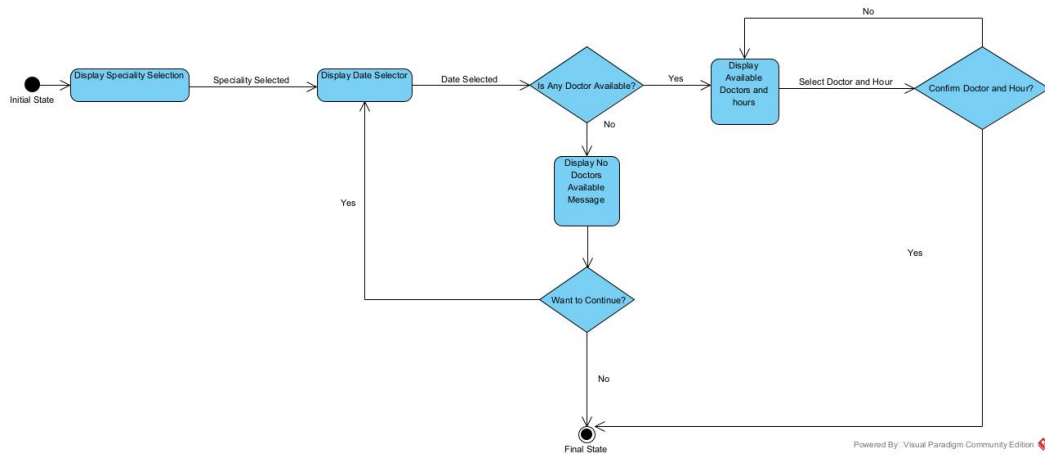 No
Display Speciality Selection
Speciality Selected
Display Date Selector
Date Selected
Is Any Doctor Available?
Yes
Display
Available
Doctors and
hours
Select Doctor and Hour
Confirm Doctor and Hour?
Initial State
No
Display No
Doctors
Available
Message
Yes
Yes
Want to Continue?
No
Final State
Powered By: Visual Paradigm Community Edition